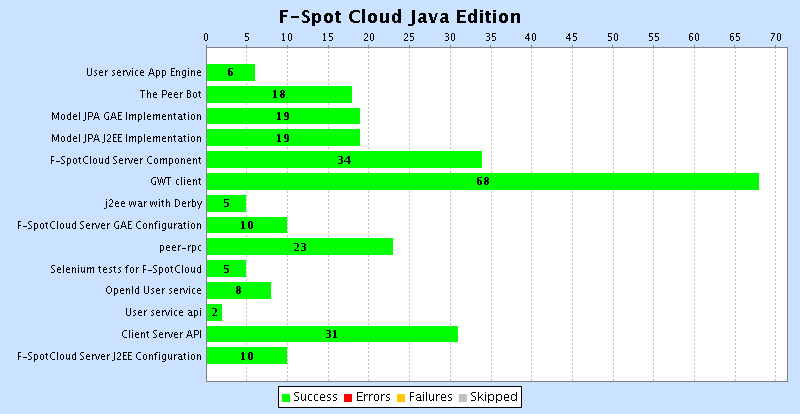 F-Spot Cloud Java Edition
0 5 10 15 20 25 30 35 40 45 50 55 60 65 70
User service App Engine 6
The Peer Bot 18
Model JPA GAE Implementation 19
Model JPA J2EE Implementation 19
F-SpotCloud Server Component 34
GWT client 68
j2ee war with Derby 5
F-SpotCloud Server GAE Configuration 10
peer-rpc 23
Selenium tests for F-SpotCloud 5
OpenId User service 8
User service api 2
Client Server API 31
F-SpotCloud Server J2EE Configuration 10
Success Errors Failures Skipped